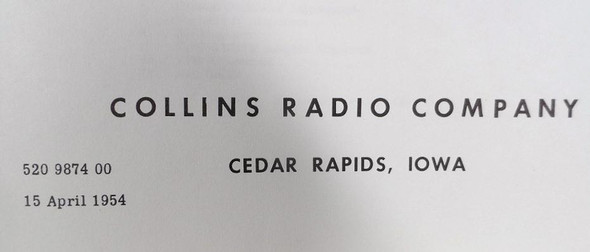 COLLINS RADIO COMPANY
520 9874 00
CEDAR RAPIDS, IOWA
15 April 1954